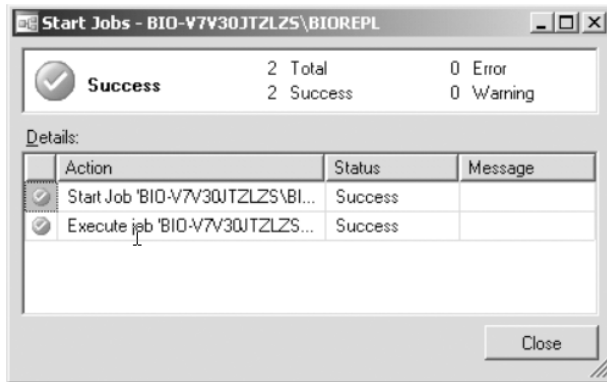 Start Jobs - BIO-V7V30JTZLZS\BIOREPL
Success
2 Total
0 Error
2 Success
0 Warning
Details:
Action Status Message
Start Job 'BIO-V7V30JTZLZS\BI... Success
Execute job 'BIO-V7V30JTZLZS... Success
Close